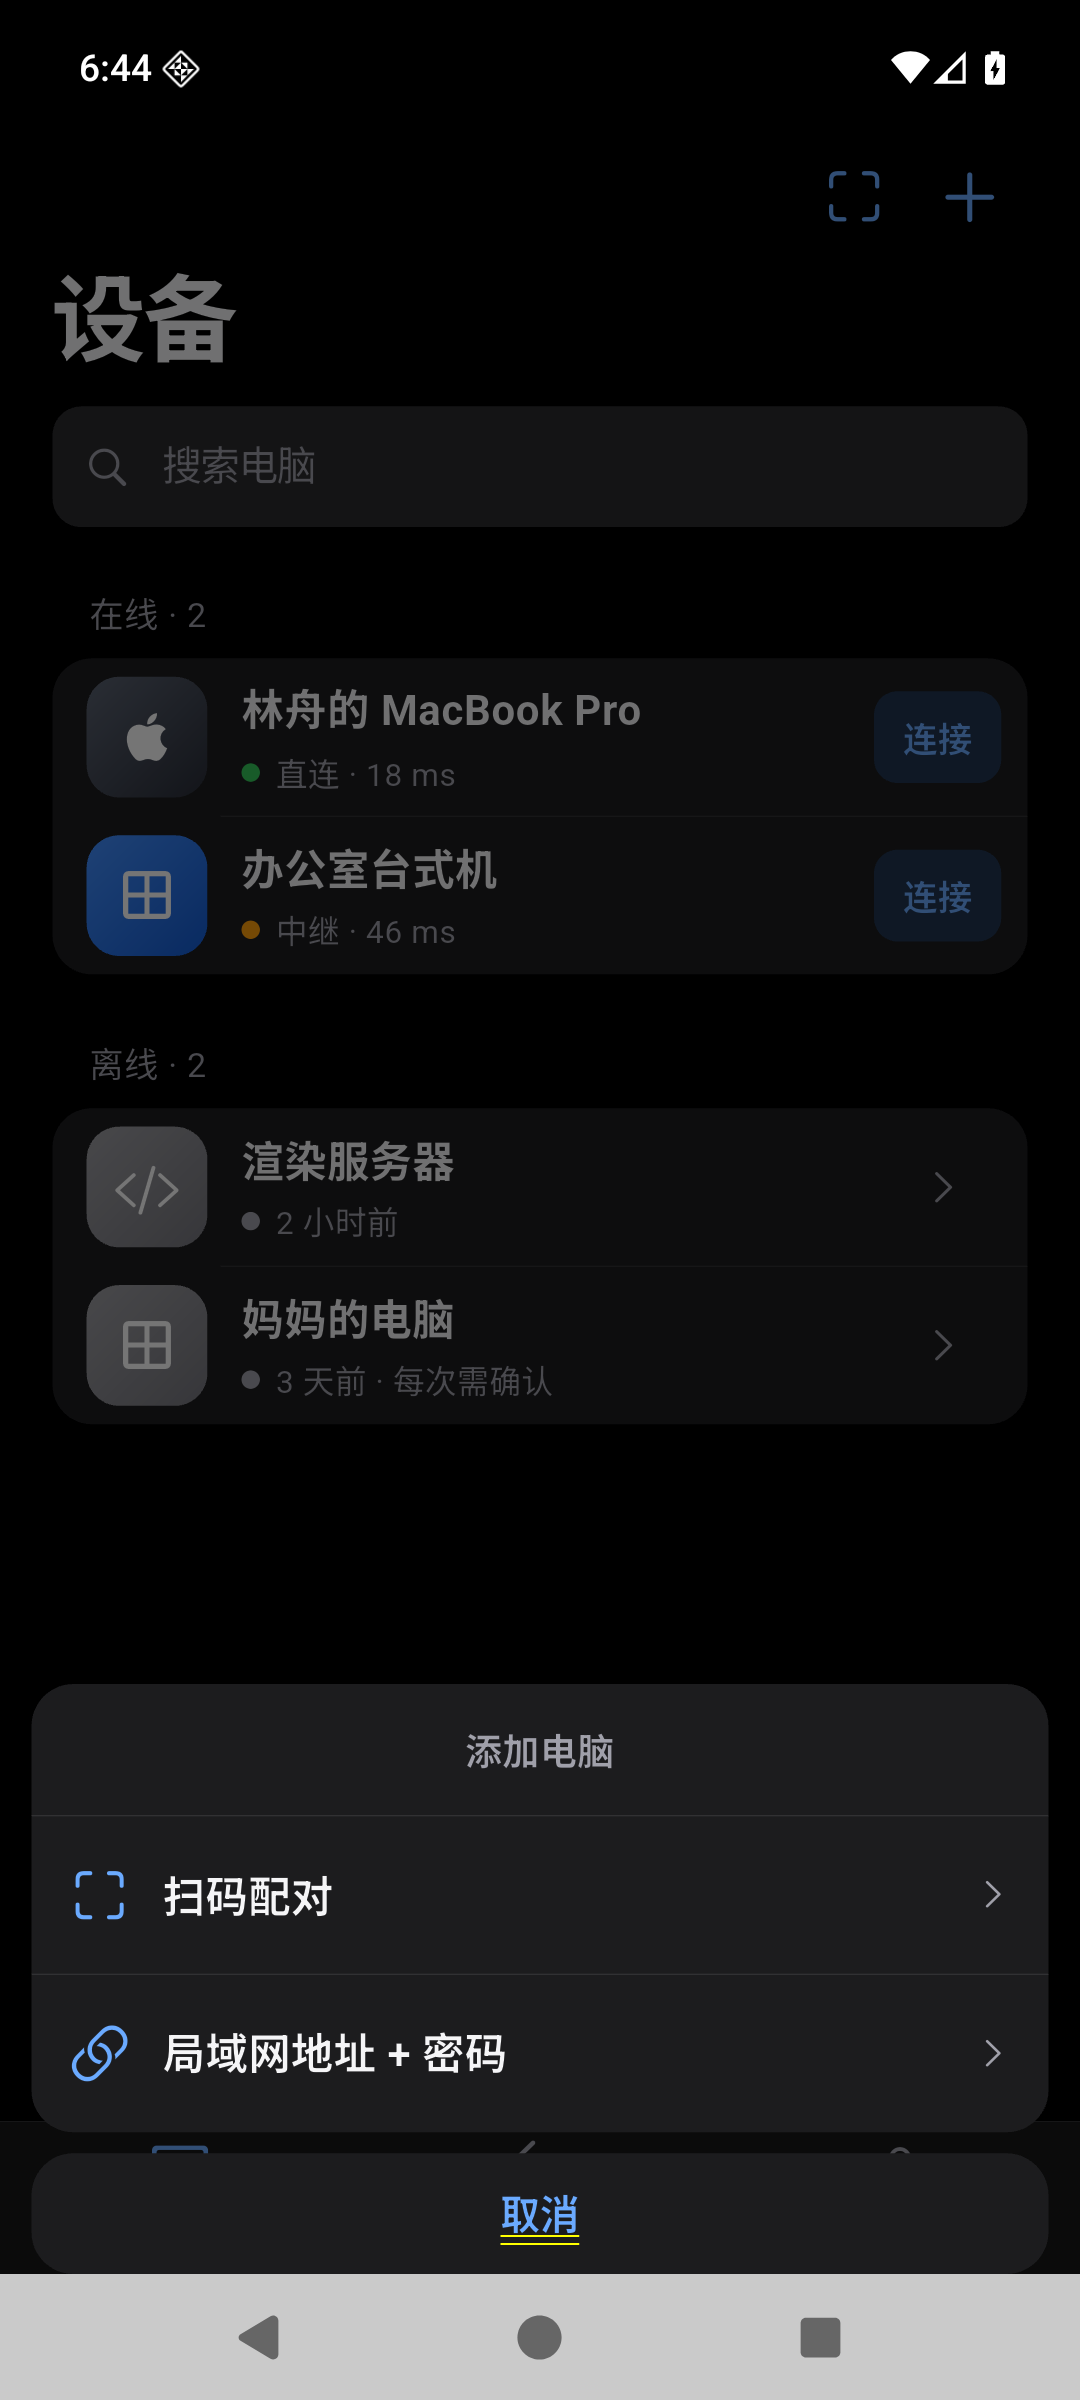 6:44
设备
搜索电脑
在线 · 2
林舟的 MacBook Pro
直连 · 18 ms
连接
办公室台式机
中继 · 46 ms
连接
离线 · 2
渲染服务器
2 小时前
妈妈的电脑
3 天前 · 每次需确认
添加电脑
扫码配对
局域网地址 + 密码
取消